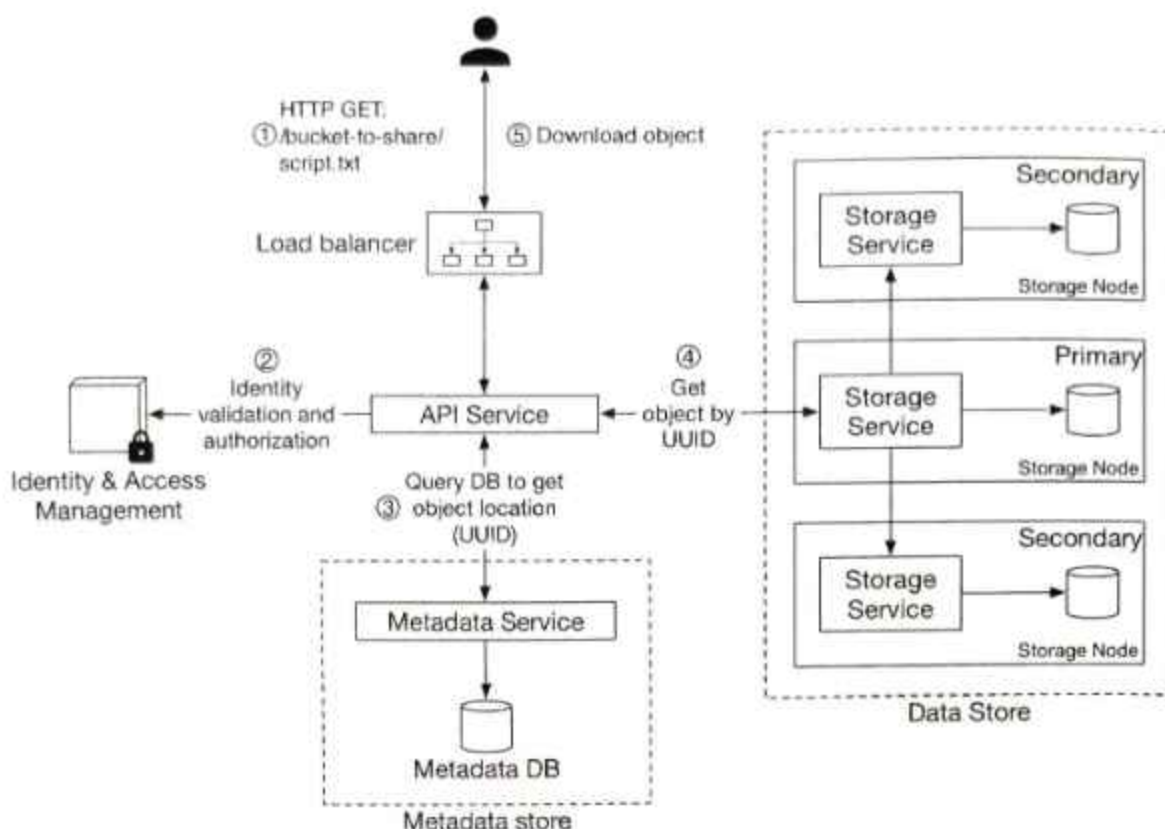 HTTP GET:
① /bucket-to-share/
script.txt
⑤ Download object
Load balancer
②
Identity
validation and
authorization
Identity & Access
Management
API Service
④
Get
object by
UUID
Query DB to get
③ object location
(UUID)
Metadata Service
Metadata DB
Metadata store
Secondary
Storage
Service
Storage Node
Primary
Storage
Service
Storage Node
Secondary
Storage
Service
Storage Node
Data Store